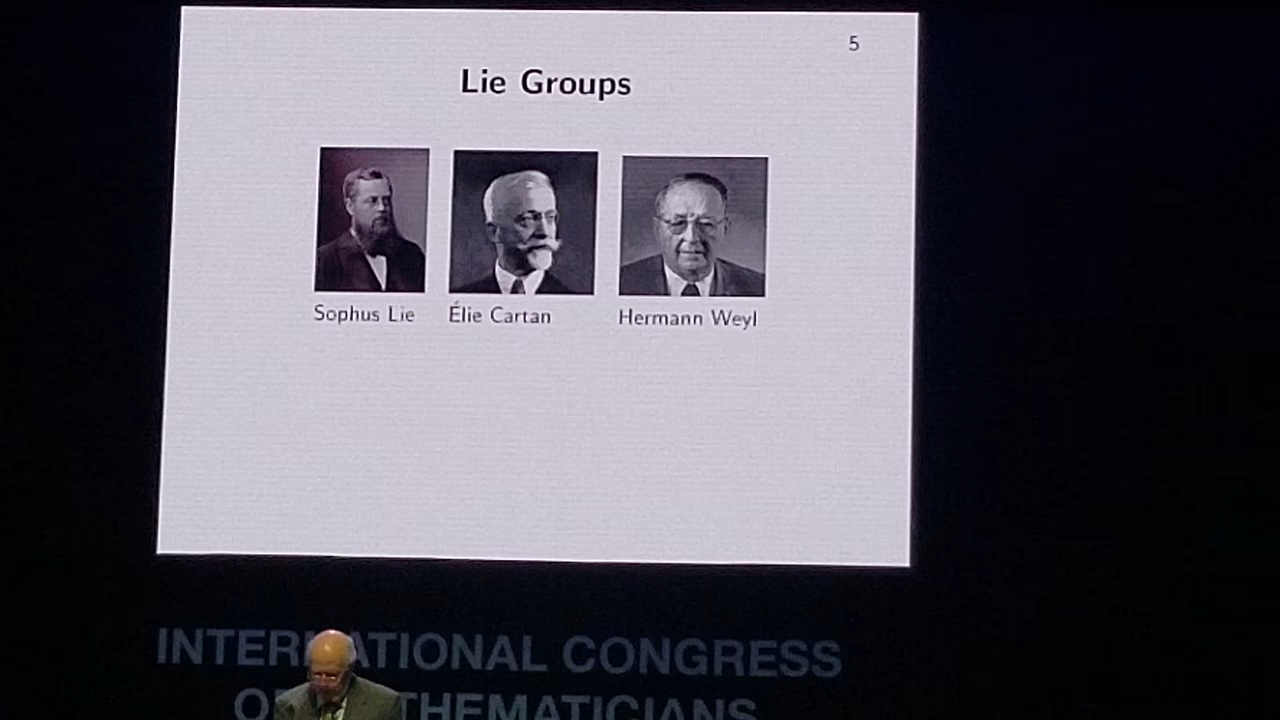 5
Lie Groups
Sophus Lie Élie Cartan Hermann Weyl
INTER ATIONAL CONGRESS
O THEMATICIANS